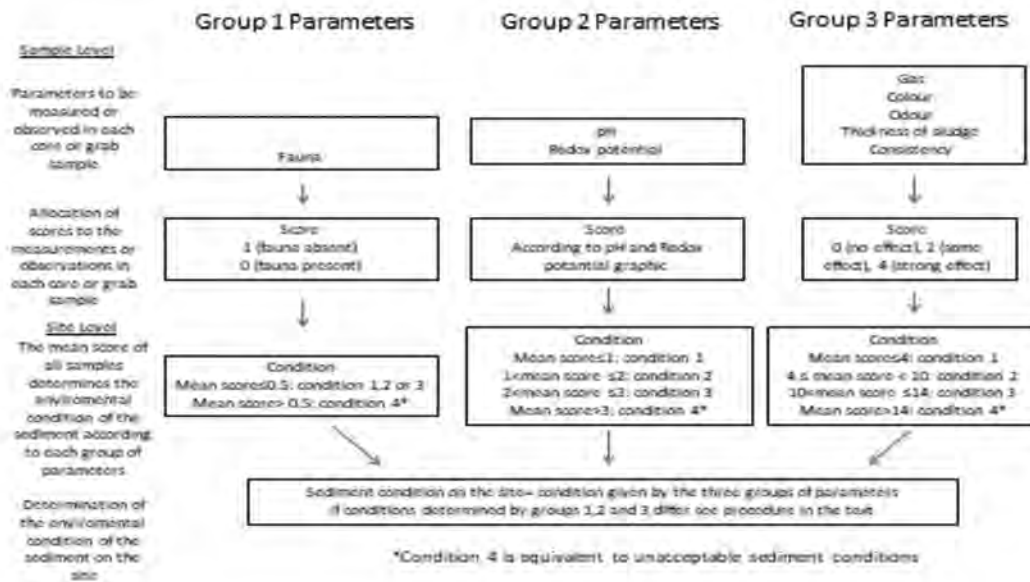 Group 1 Parameters
Group 2 Parameters
Group 3 Parameters
Sample Level
Parameters to be
measured or
observed in each
core or grab
sample
Fauna
pH
Redox potential
Gas
Colour
Odour
Thickness of sludge
Consistency
Allocation of
scores to the
measurements or
observations in
each core or grab
sample
Score
1 (fauna absent)
0 (fauna present)
Score
According to pH and Redox
potential graphic
Score
0 (no effect), 2 (some
effect), 4 (strong effect)
Site Level
The mean score of
all samples
determines the
enviromental
condition of the
sediment according
to each group of
parameters
Condition
Mean score≤0.5: condition 1,2 or 3
Mean score> 0.5: condition 4*
Condition
Mean score≤1: condition 1
1<mean score ≤2: condition 2
2<mean score ≤3: condition 3
Mean score>3: condition 4*
Condition
Mean score≤4: condition 1
4 ≤ mean score < 10: condition 2
10<mean score ≤14: condition 3
Mean score>14: condition 4*
Determination of
the enviromental
condition of the
sediment on the
site
Sediment condition on the site= condition given by the three groups of parameters
If conditions determined by groups 1,2 and 3 differ see procedure in the text
*Condition 4 is equivalent to unacceptable sediment conditions